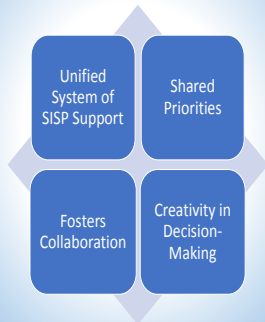 Unified
System of
SISP Support
Shared
Priorities
Fosters
Collaboration
Creativity in
Decision-
Making